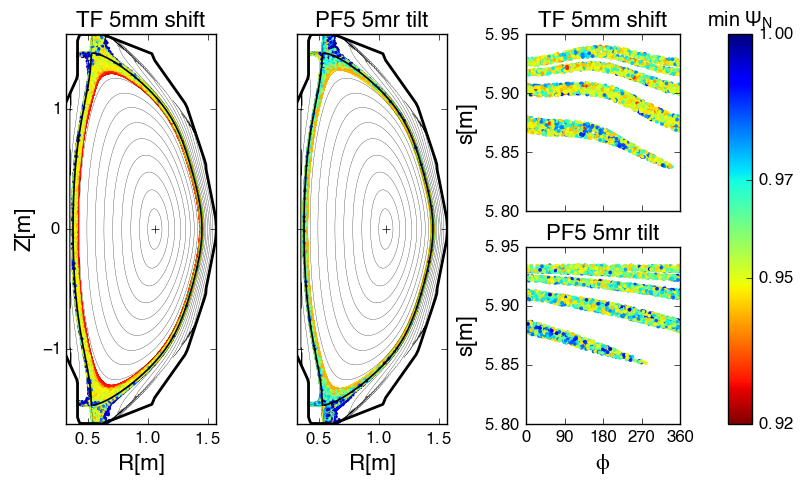 TF 5mm shift
PF5 5mr tilt
TF 5mm shift
min Ψ_N
Z[m]
1
0
−1
0.5
1.0
1.5
R[m]
1
0
−1
0.5
1.0
1.5
R[m]
s[m]
5.95
5.90
5.85
5.80
PF5 5mr tilt
s[m]
5.95
5.90
5.85
5.80
0
90
180
270
360
ϕ
1.00
0.97
0.95
0.92